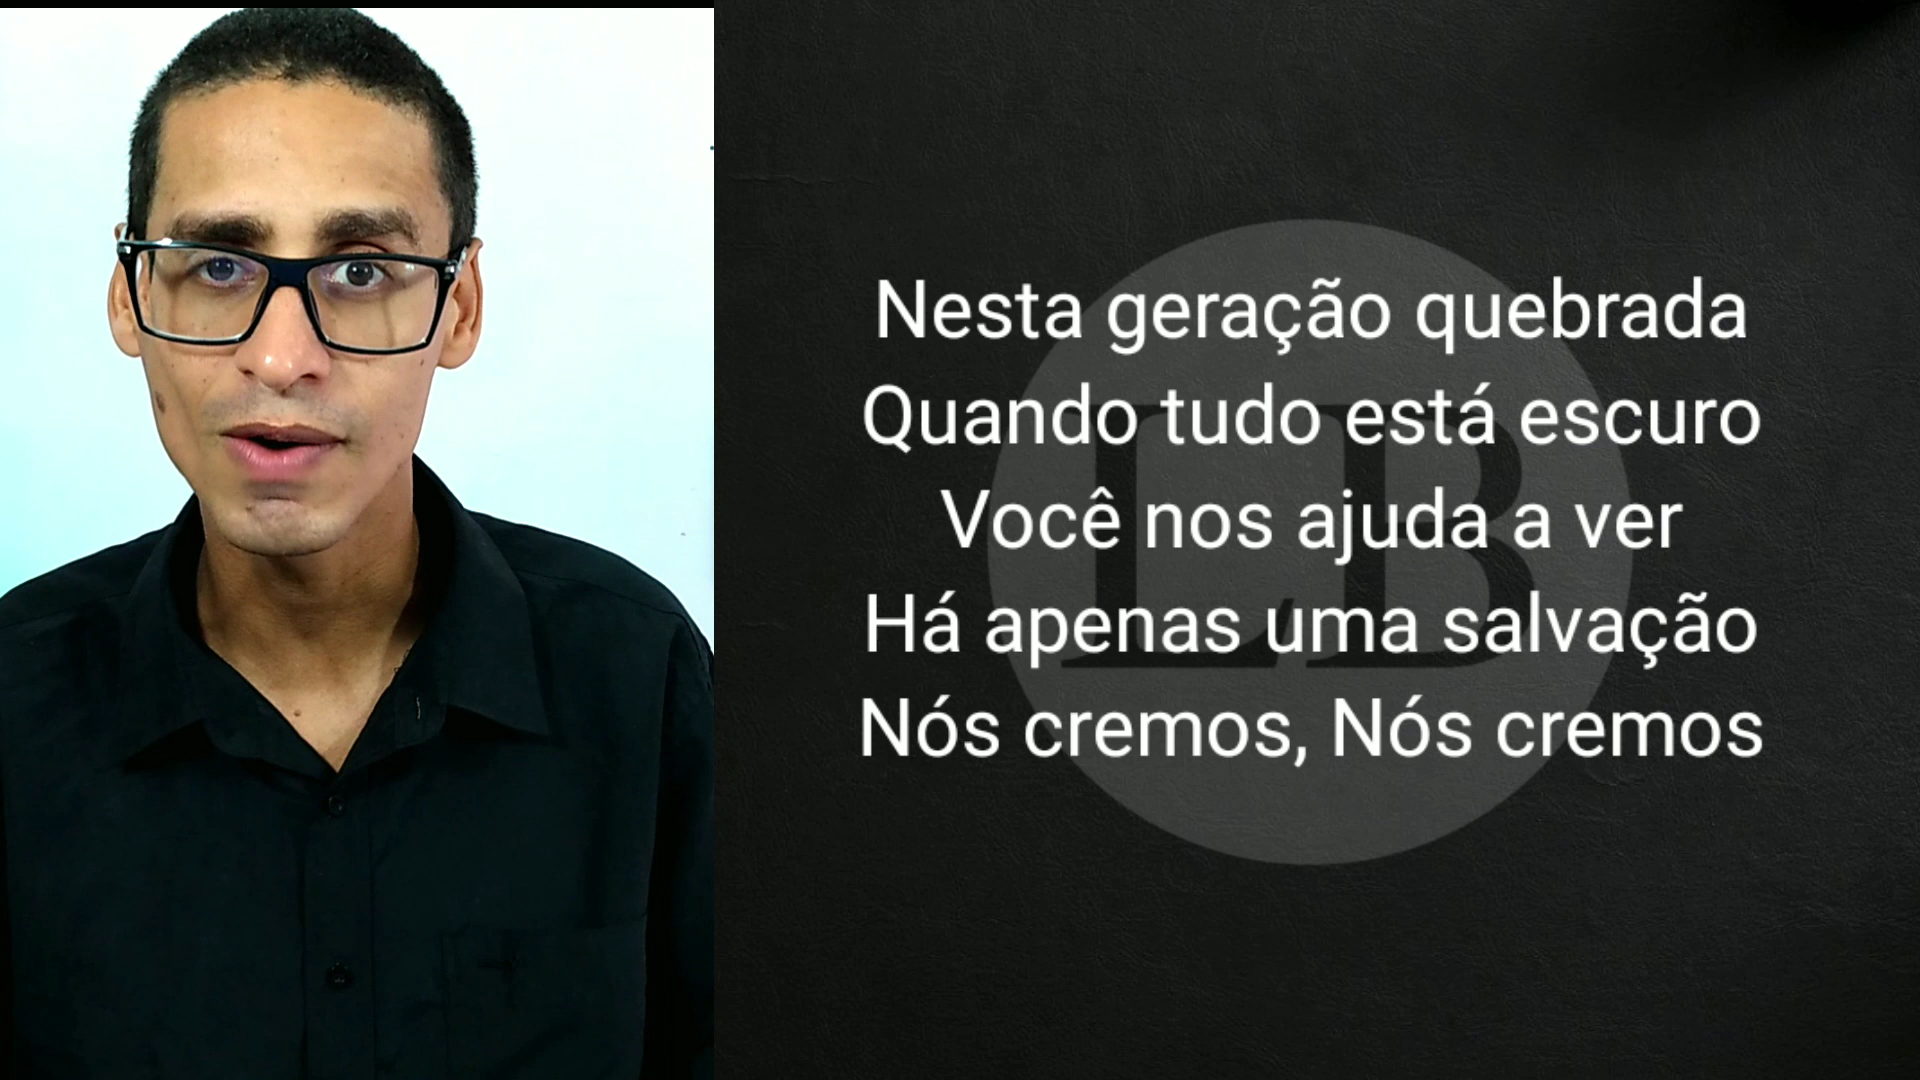 Nesta geração quebrada
Quando tudo está escuro
Você nos ajuda a ver
Há apenas uma salvação
Nós cremos, Nós cremos
LB